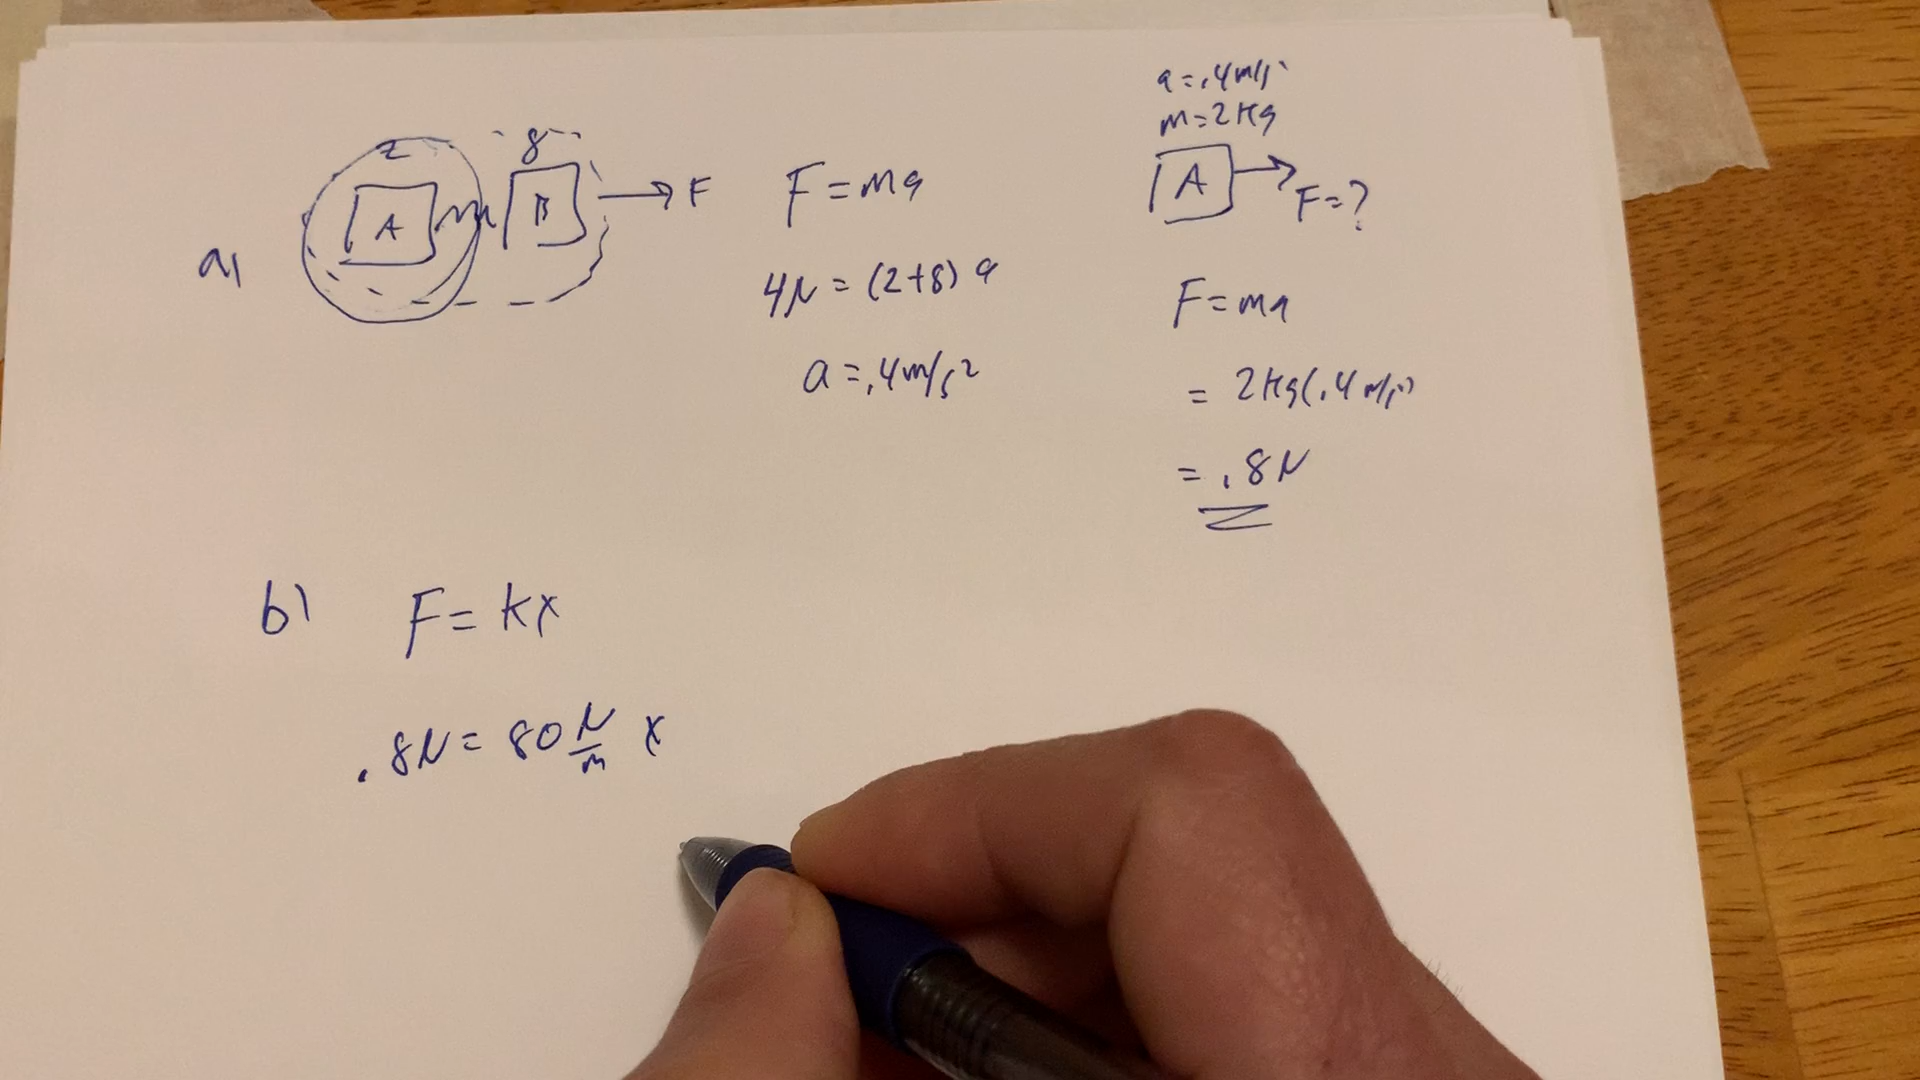 a)
2
8
A
B
F
F = ma
4N = (2+8) a
a = .4 m/s²
a = .4 m/s²
m = 2 kg
A
F = ?
F = ma
= 2 kg (.4 m/s²)
= .8 N
b)
F = kx
.8 N = 80 N/m x